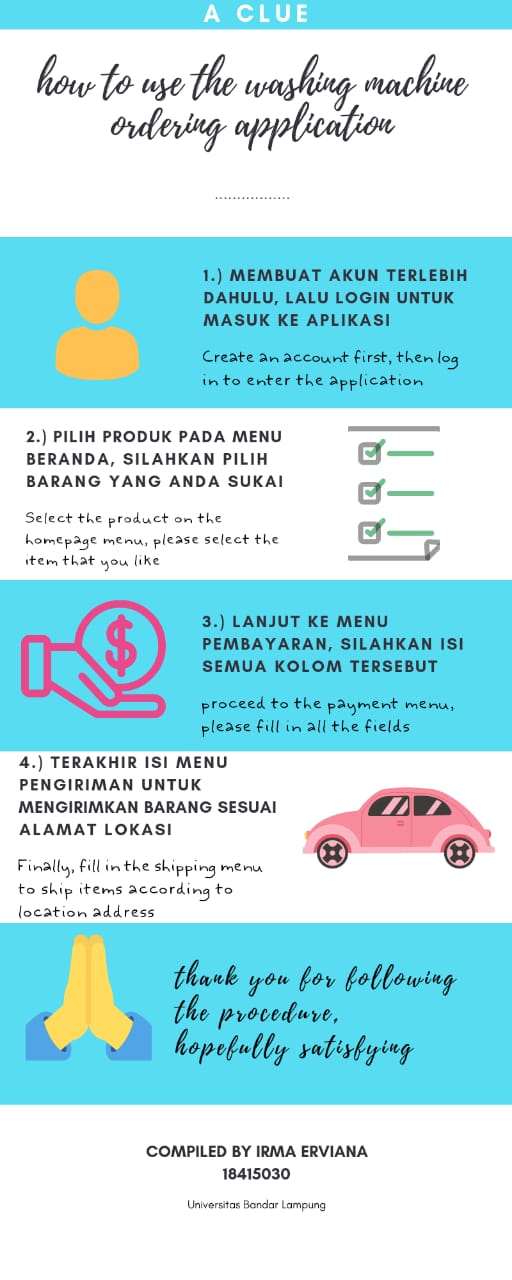 A CLUE
how to use the washing machine
ordering application
.................
1.) MEMBUAT AKUN TERLEBIH
DAHULU, LALU LOGIN UNTUK
MASUK KE APLIKASI
Create an account first, then log
in to enter the application
2.) PILIH PRODUK PADA MENU
BERANDA, SILAHKAN PILIH
BARANG YANG ANDA SUKAI
Select the product on the
homepage menu, please select the
item that you like
$
3.) LANJUT KE MENU
PEMBAYARAN, SILAHKAN ISI
SEMUA KOLOM TERSEBUT
proceed to the payment menu,
please fill in all the fields
4.) TERAKHIR ISI MENU
PENGIRIMAN UNTUK
MENGIRIMKAN BARANG SESUAI
ALAMAT LOKASI
Finally, fill in the shipping menu
to ship items according to
location address
thank you for following
the procedure,
hopefully satisfying
COMPILED BY IRMA ERVIANA
18415030
Universitas Bandar Lampung